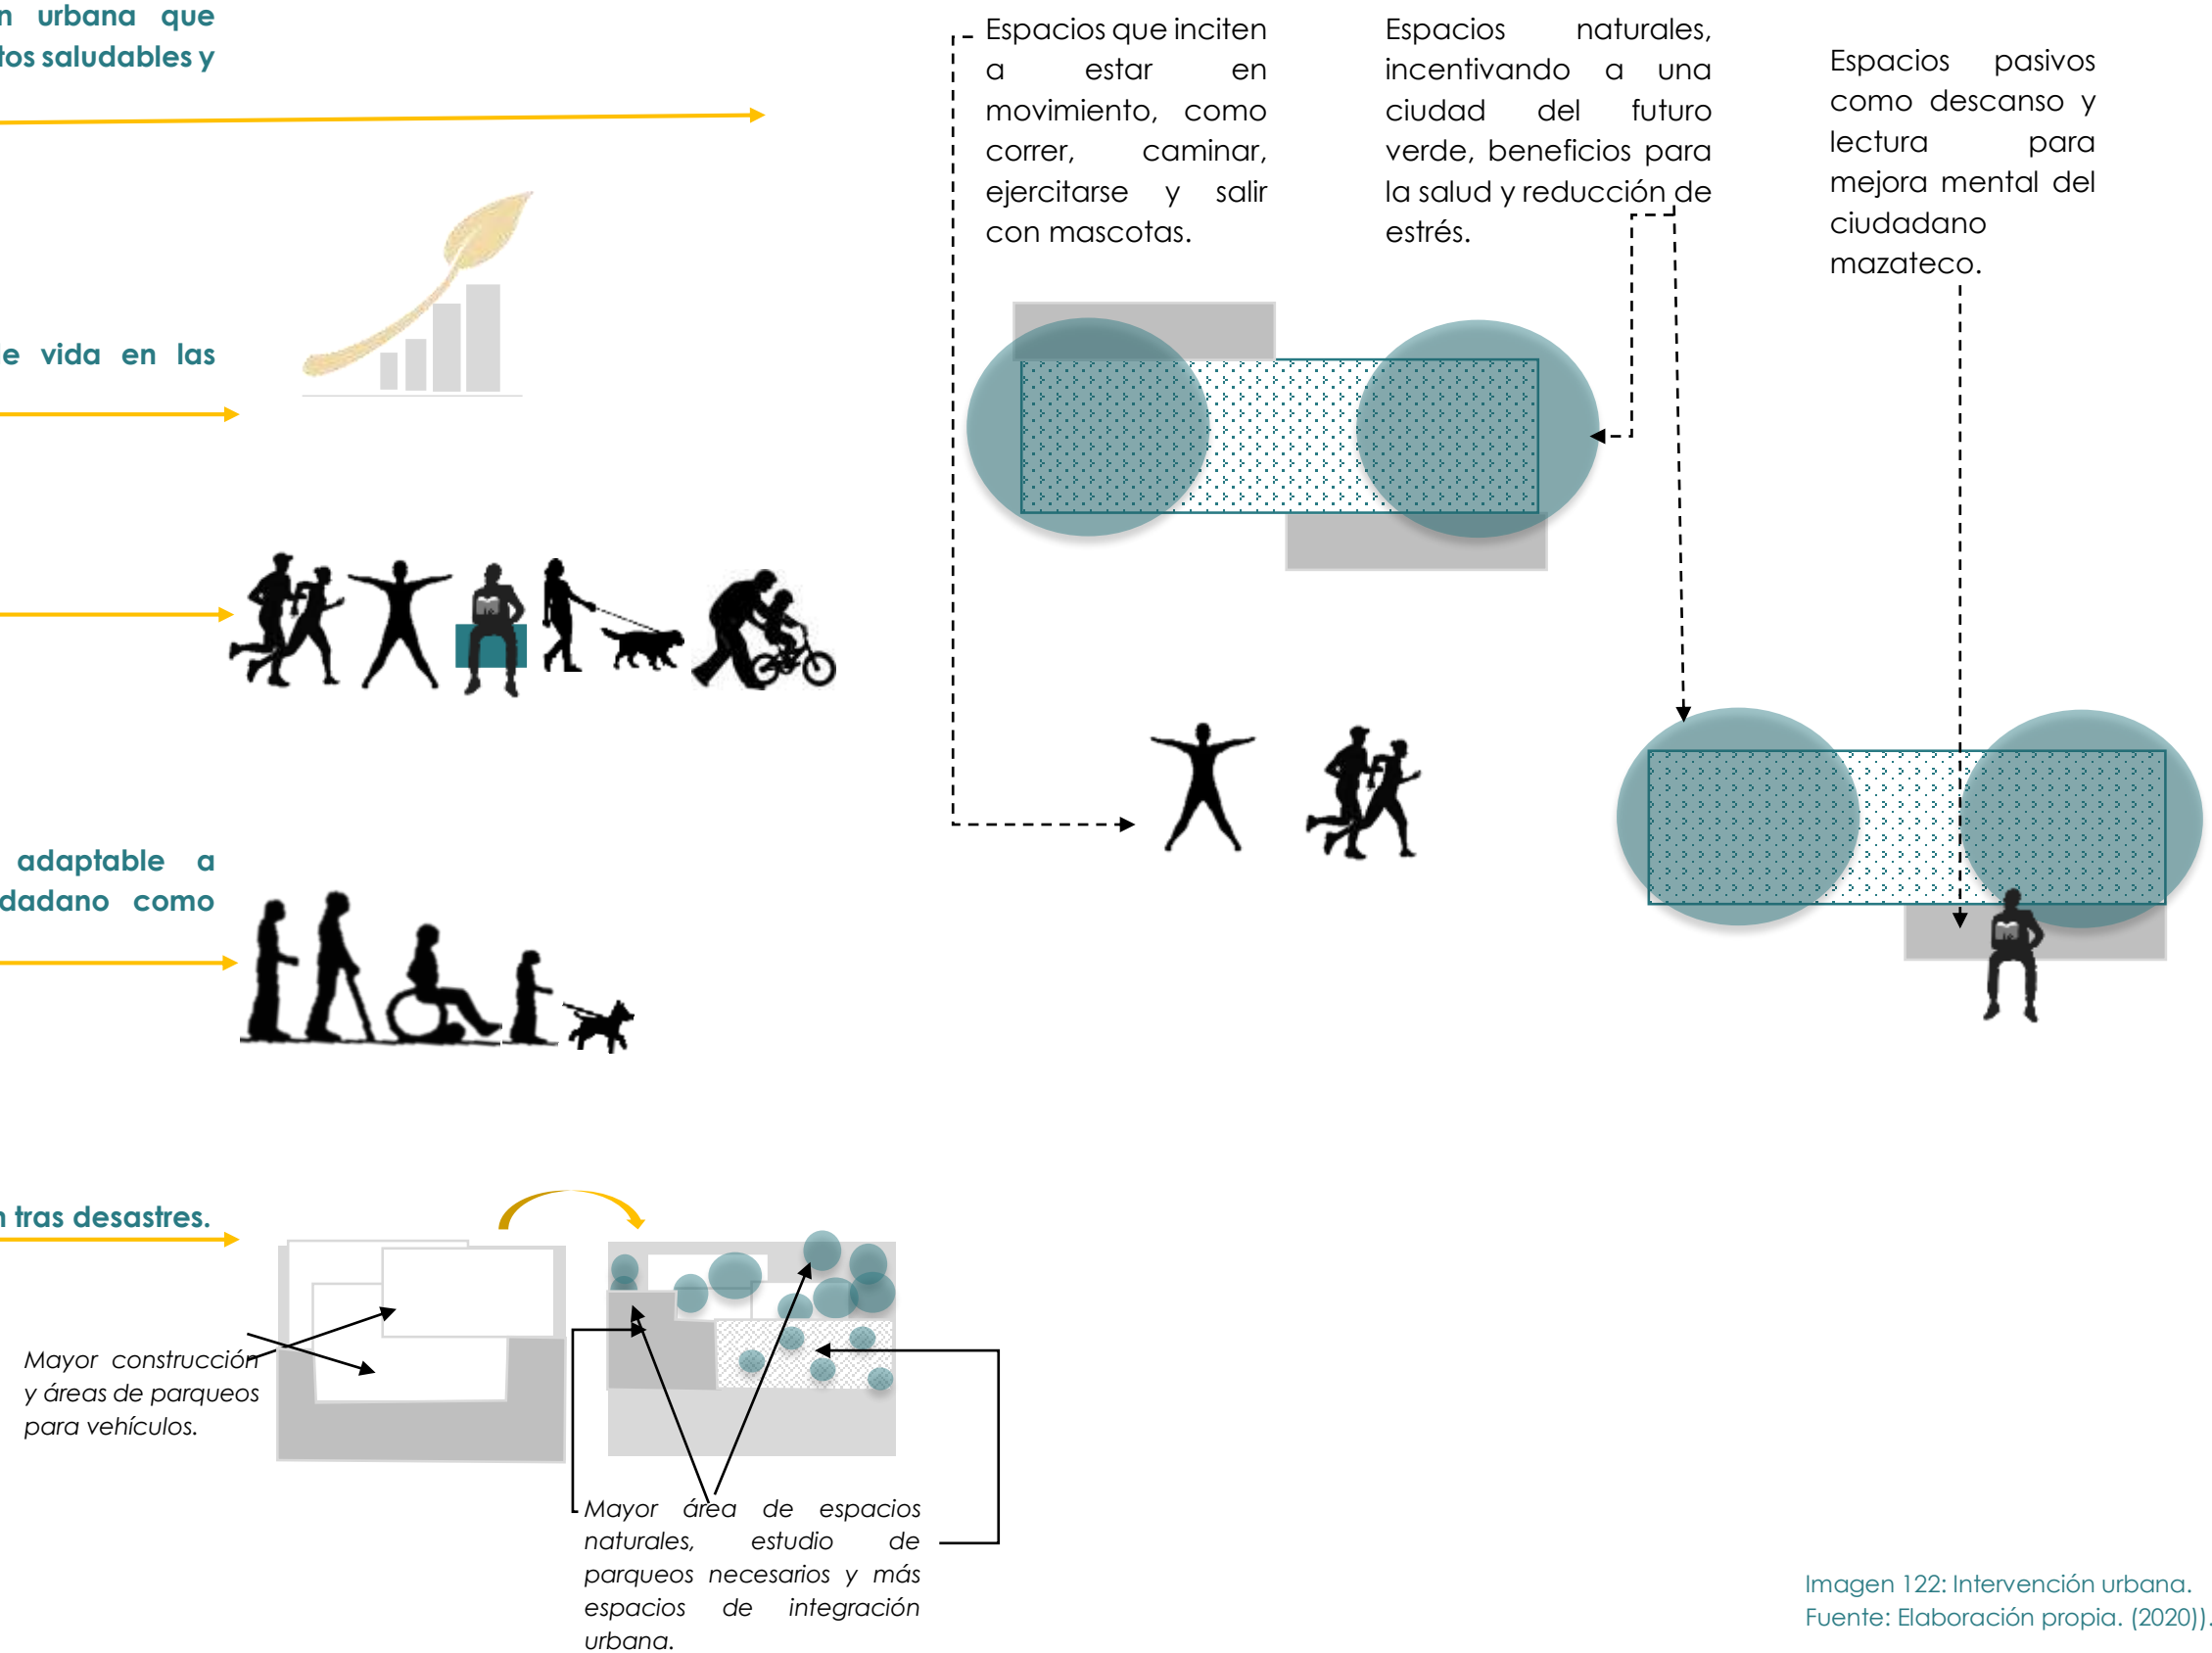 n urbana que
tos saludables y
e vida en las
adaptable a
dadano como
n tras desastres.
Mayor construcción
y áreas de parqueos
para vehículos.
Mayor área de espacios
naturales, estudio de
parqueos necesarios y más
espacios de integración
urbana.
Espacios que inciten
a estar en
movimiento, como
correr, caminar,
ejercitarse y salir
con mascotas.
Espacios naturales,
incentivando a una
ciudad del futuro
verde, beneficios para
la salud y reducción de
estrés.
Espacios pasivos
como descanso y
lectura para
mejora mental del
ciudadano
mazateco.
Imagen 122: Intervención urbana.
Fuente: Elaboración propia. (2020)).